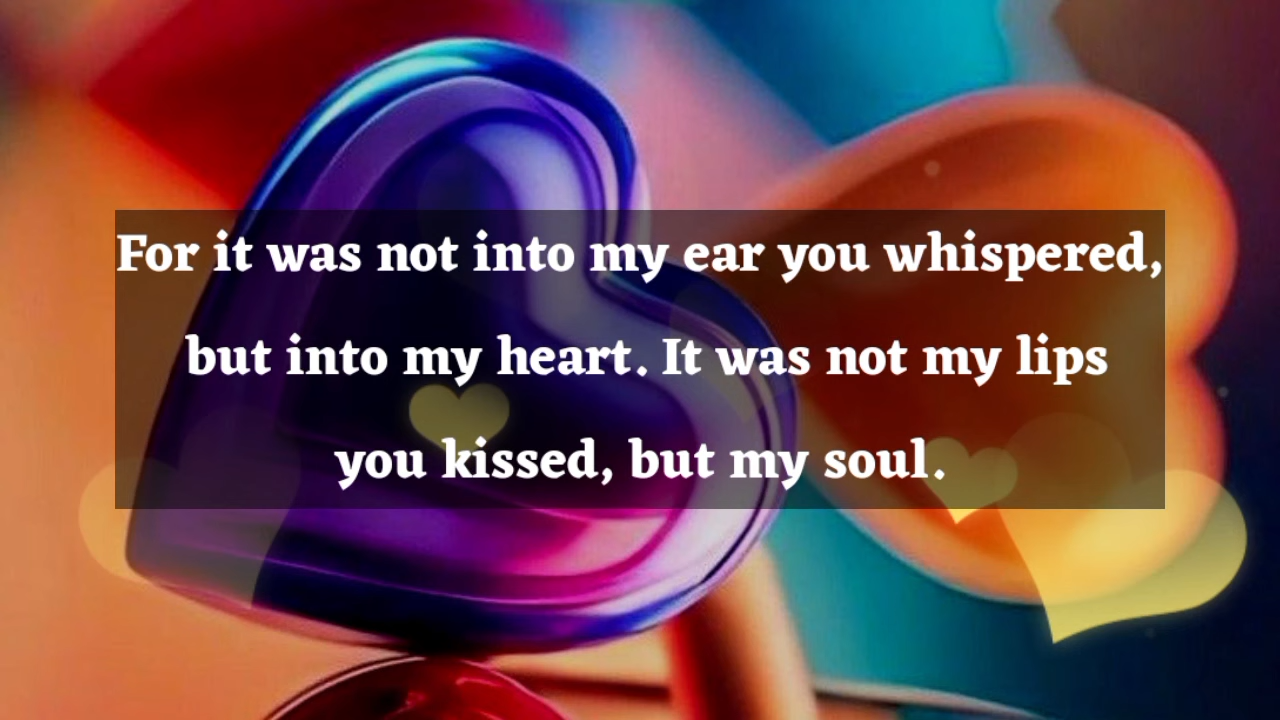 For it was not into my ear you whispered,
but into my heart. It was not my lips
you kissed, but my soul.